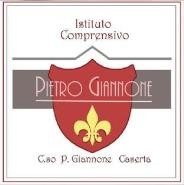 Istituto
Comprensivo
PIETRO GIANNONE
C.so P. Giannone Caserta